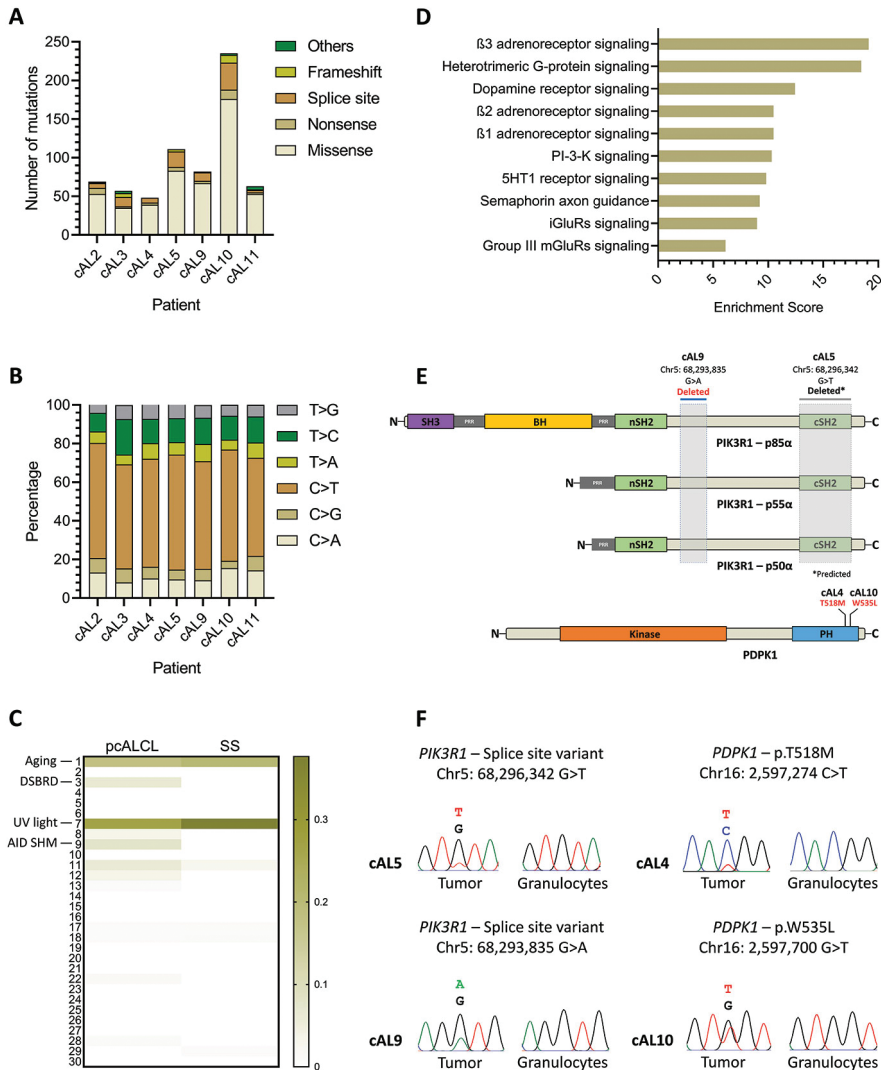 A
Number of mutations
250
200
150
100
50
0
cAL2
cAL3
cAL4
cAL5
cAL9
cAL10
cAL11
Patient
Others
Frameshift
Splice site
Nonsense
Missense
B
Percentage
100
80
60
40
20
0
cAL2
cAL3
cAL4
cAL5
cAL9
cAL10
cAL11
Patient
T>G
T>C
T>A
C>T
C>G
C>A
C
pcALCL
SS
Aging
DSBRD
UV light
AID SHM
1
2
3
4
5
6
7
8
9
10
11
12
13
14
15
16
17
18
19
20
21
22
23
24
25
26
27
28
29
30
0.3
0.2
0.1
0
D
ß3 adrenoreceptor signaling
Heterotrimeric G-protein signaling
Dopamine receptor signaling
ß2 adrenoreceptor signaling
ß1 adrenoreceptor signaling
PI-3-K signaling
5HT1 receptor signaling
Semaphorin axon guidance
iGluRs signaling
Group III mGluRs signaling
0
5
10
15
20
Enrichment Score
E
cAL9
Chr5: 68,293,835
G>A
Deleted
cAL5
Chr5: 68,296,342
G>T
Deleted*
N
SH3
PRR
BH
PRR
nSH2
cSH2
C
PIK3R1 – p85α
N
PRR
nSH2
cSH2
C
PIK3R1 – p55α
N
PRR
nSH2
cSH2
C
PIK3R1 – p50α
*Predicted
cAL4
T518M
cAL10
W535L
N
Kinase
PH
C
PDPK1
F
PIK3R1 – Splice site variant
Chr5: 68,296,342 G>T
T
G
cAL5
Tumor
Granulocytes
PDPK1 – p.T518M
Chr16: 2,597,274 C>T
T
C
cAL4
Tumor
Granulocytes
PIK3R1 – Splice site variant
Chr5: 68,293,835 G>A
A
G
cAL9
Tumor
Granulocytes
PDPK1 – p.W535L
Chr16: 2,597,700 G>T
T
G
cAL10
Tumor
Granulocytes